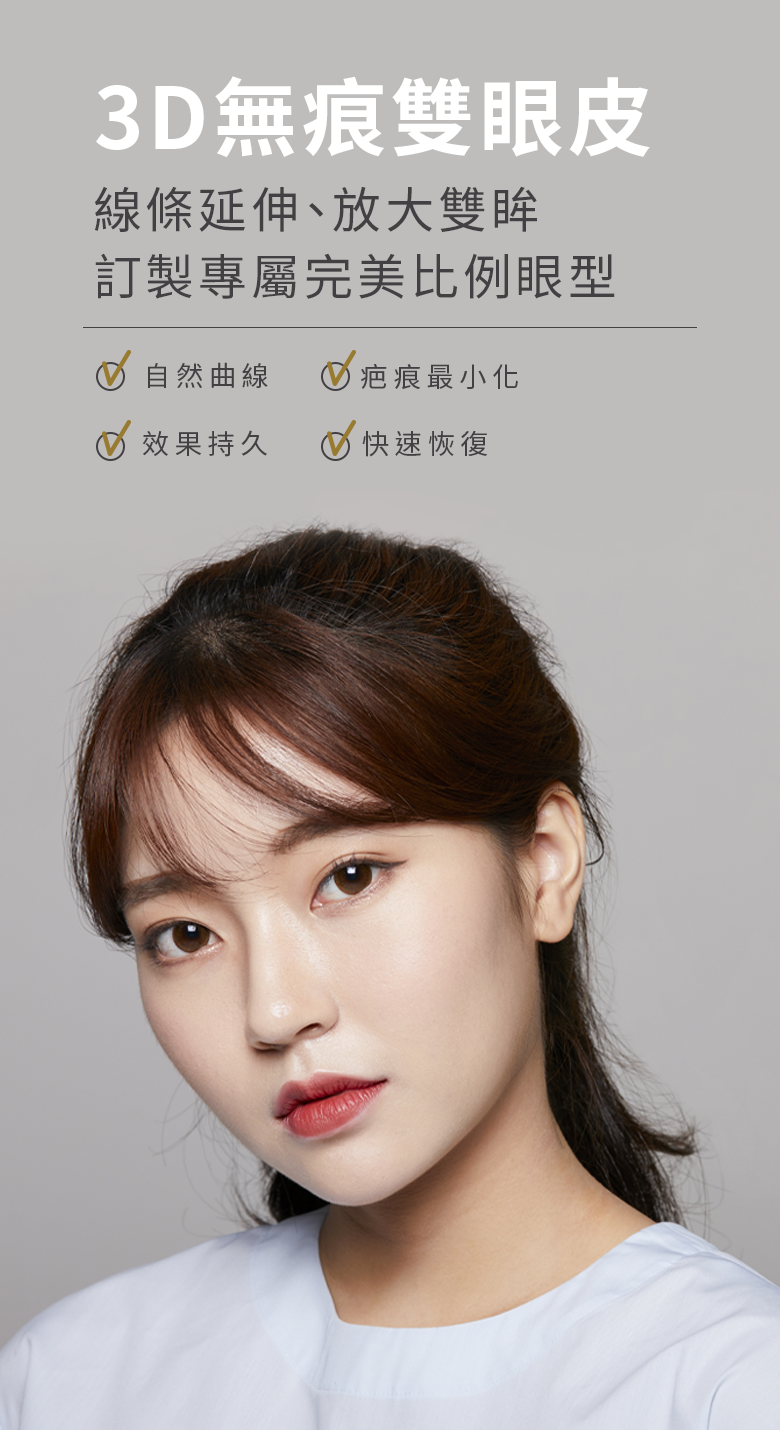 3D無痕雙眼皮
線條延伸、放大雙眸
訂製專屬完美比例眼型
自然曲線
疤痕最小化
效果持久
快速恢復